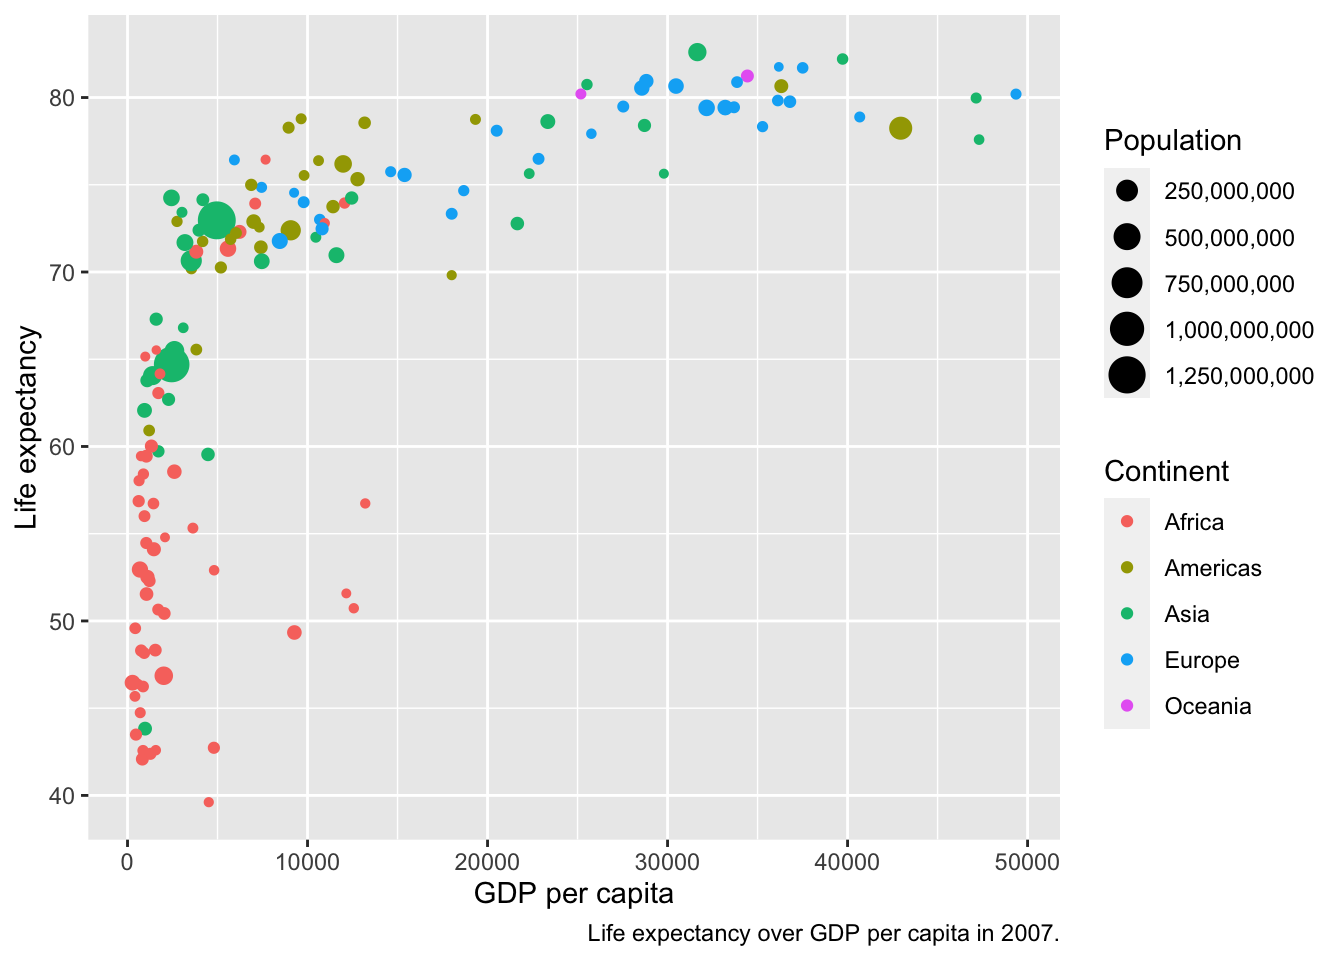 Life expectancy
80
70
60
50
40
0
10000
20000
30000
40000
50000
GDP per capita
Life expectancy over GDP per capita in 2007.
Population
250,000,000
500,000,000
750,000,000
1,000,000,000
1,250,000,000
Continent
Africa
Americas
Asia
Europe
Oceania